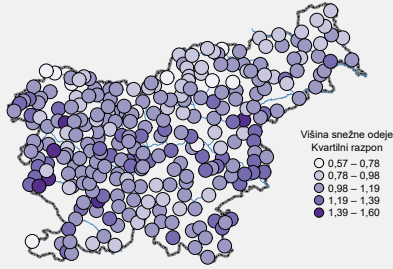 Višina snežne odeje
Kvartilni razpon
0,57 – 0,78
0,78 – 0,98
0,98 – 1,19
1,19 – 1,39
1,39 – 1,60